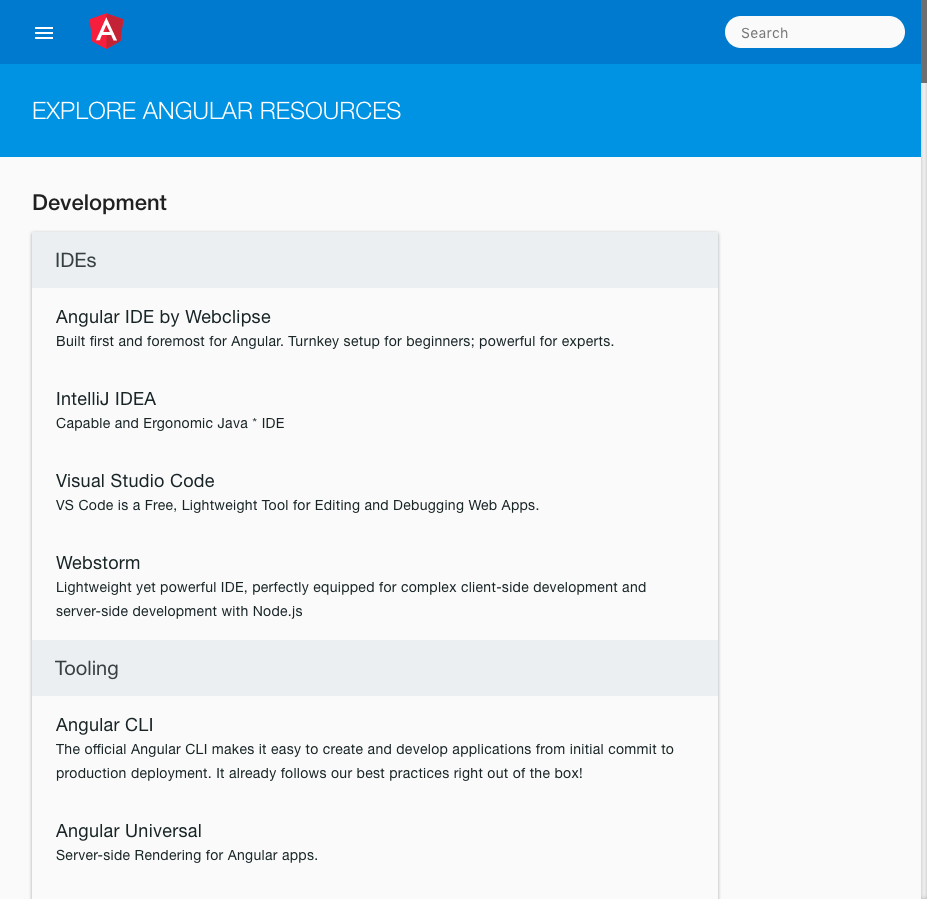 A
Search
EXPLORE ANGULAR RESOURCES
Development
IDEs
Angular IDE by Webclipse
Built first and foremost for Angular. Turnkey setup for beginners; powerful for experts.
IntelliJ IDEA
Capable and Ergonomic Java * IDE
Visual Studio Code
VS Code is a Free, Lightweight Tool for Editing and Debugging Web Apps.
Webstorm
Lightweight yet powerful IDE, perfectly equipped for complex client-side development and
server-side development with Node.js
Tooling
Angular CLI
The official Angular CLI makes it easy to create and develop applications from initial commit to
production deployment. It already follows our best practices right out of the box!
Angular Universal
Server-side Rendering for Angular apps.